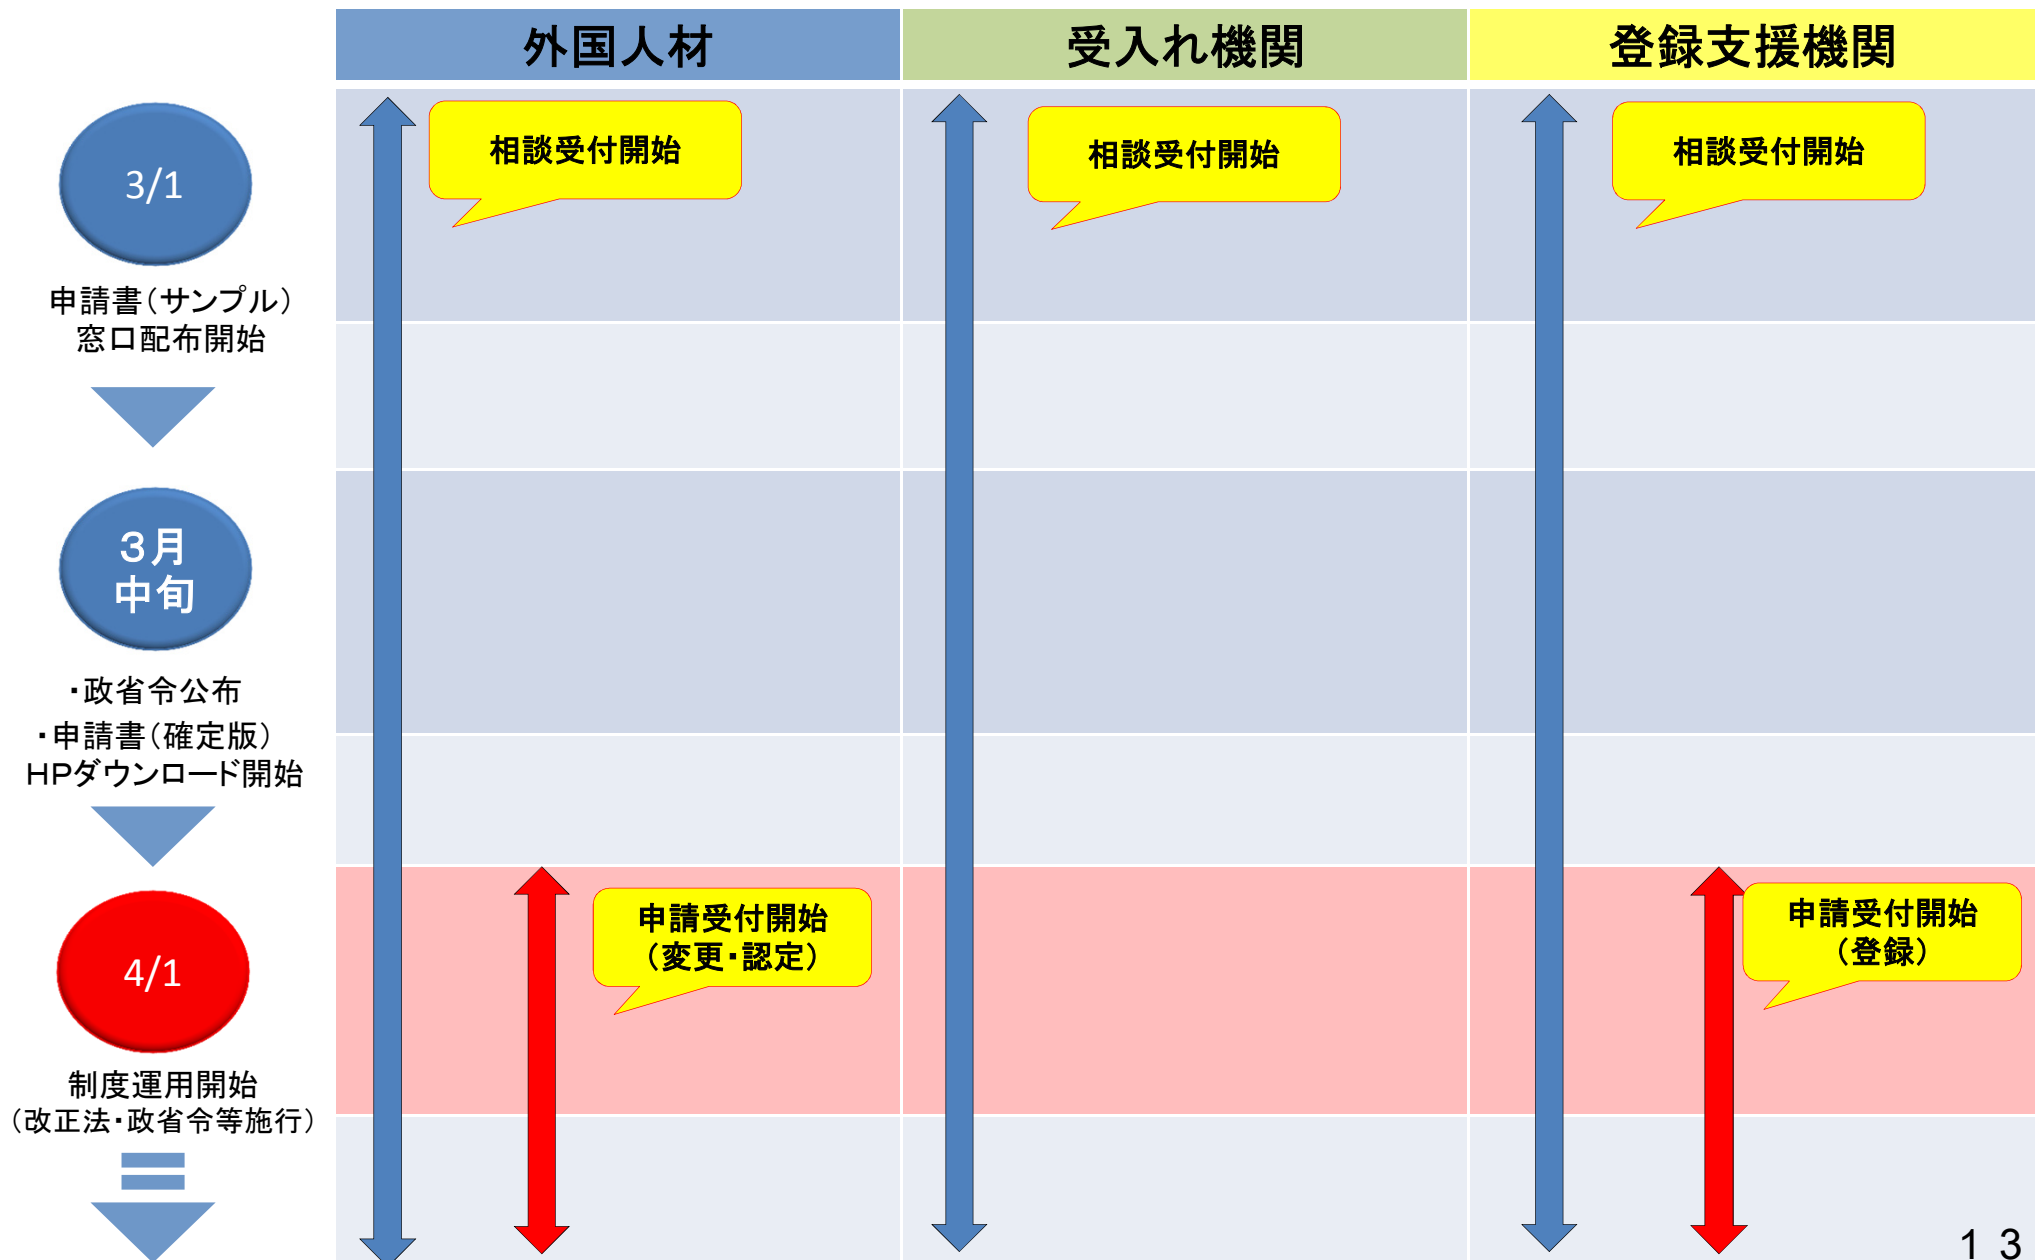 外国人材
受入れ機関
登録支援機関
3/1
相談受付開始
相談受付開始
相談受付開始
申請書（サンプル）
窓口配布開始
３月
中旬
・政省令公布
・申請書（確定版）
ＨＰダウンロード開始
4/1
申請受付開始
（変更・認定）
申請受付開始
（登録）
制度運用開始
（改正法・政省令等施行）
１３